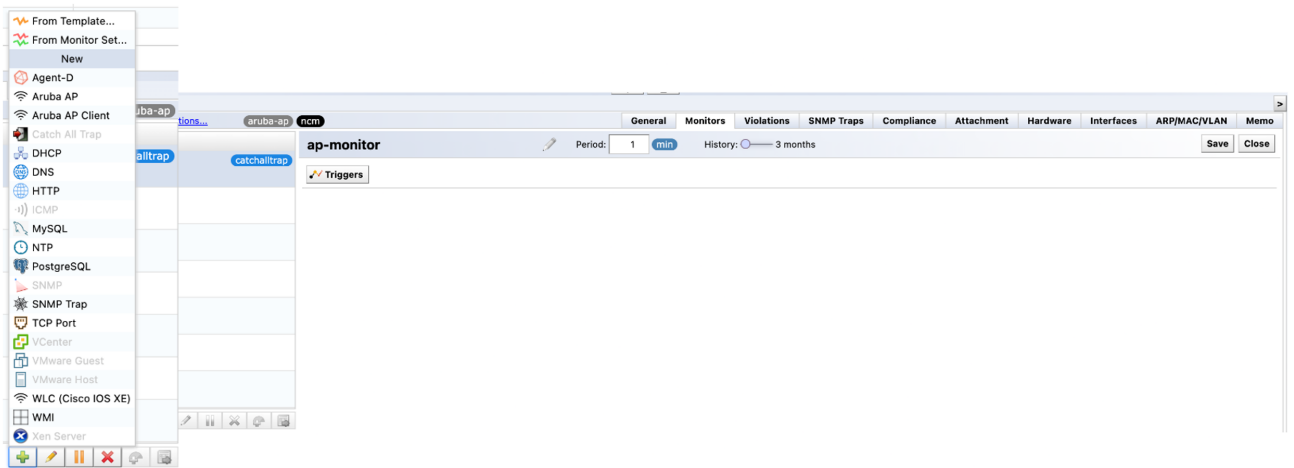 From Template...
From Monitor Set...
New
Agent-D
Aruba AP
Aruba AP Client
Catch All Trap
DHCP
DNS
HTTP
ICMP
MySQL
NTP
PostgreSQL
SNMP
SNMP Trap
TCP Port
VCenter
VMware Guest
VMware Host
WLC (Cisco IOS XE)
WMI
Xen Server
uba-ap
alltrap
tions... aruba-ap ncm
catchalltrap
>
General Monitors Violations SNMP Traps Compliance Attachment Hardware Interfaces ARP/MAC/VLAN Memo
ap-monitor Period: 1 min History: 3 months Save Close
Triggers